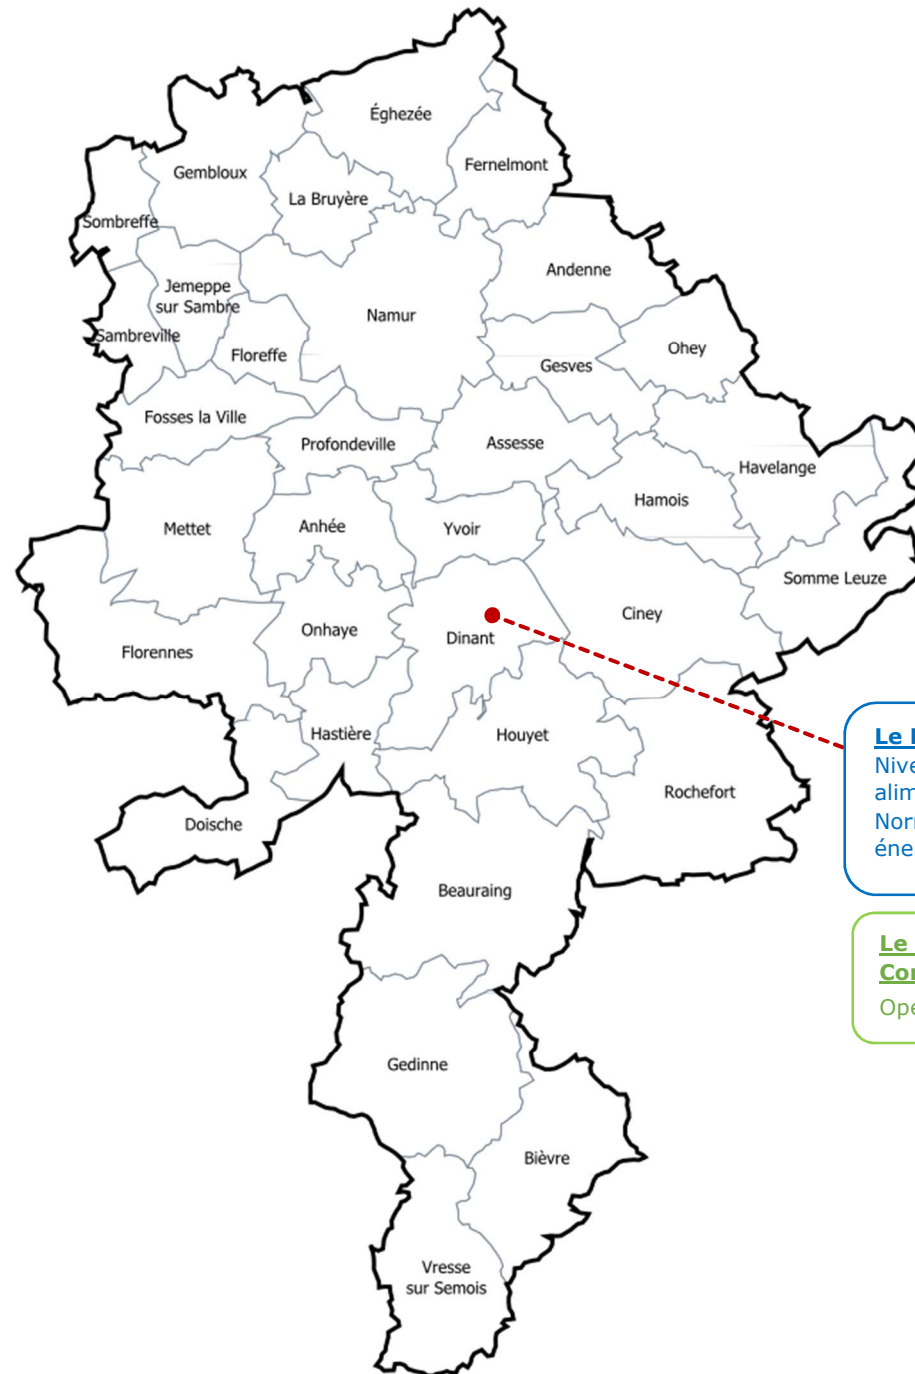 Éghezée
Fernelmont
Gembloux
La Bruyère
Sombreffe
Andenne
Jemeppe
sur Sambre
Namur
Sambreville
Floreffe
Gesves
Ohey
Fosses la Ville
Profondeville
Assesse
Havelange
Hamois
Mettet
Anhée
Yvoir
Somme Leuze
Ciney
Onhaye
Dinant
Florennes
Hastière
Houyet
Rochefort
Doische
Beauraing
Gedinne
Bièvre
Vresse
sur Semois
Le
Le